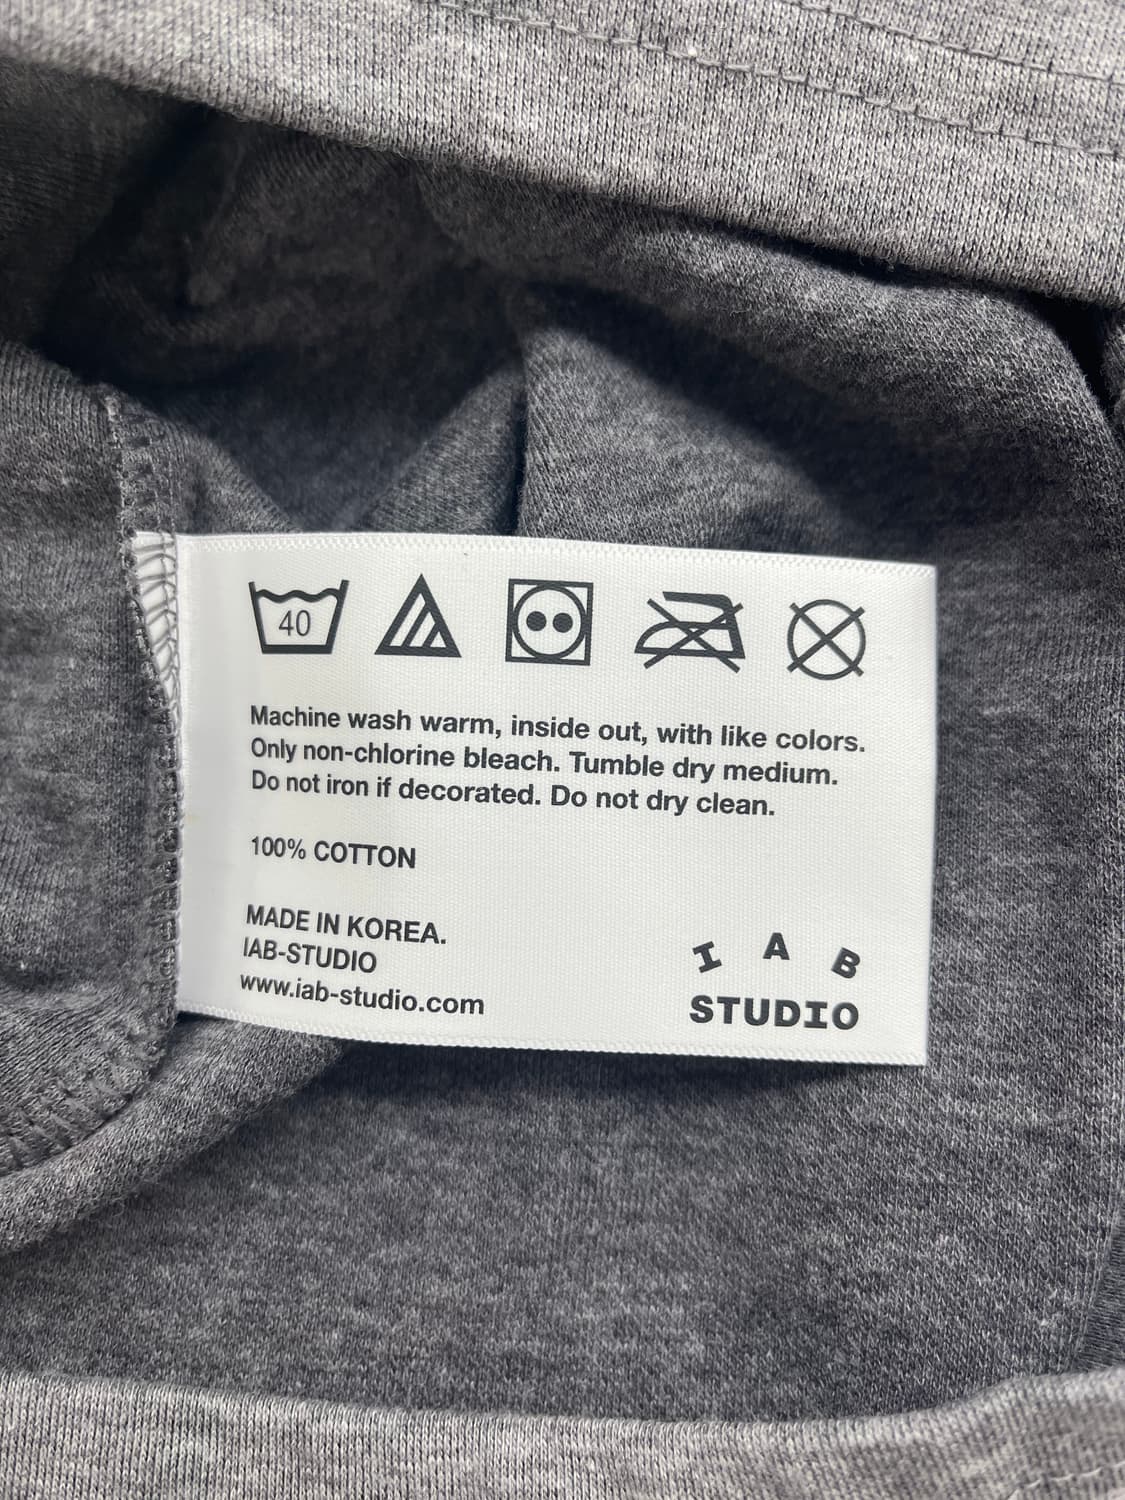 40
Machine wash warm, inside out, with like colors.
Only non-chlorine bleach. Tumble dry medium.
Do not iron if decorated. Do not dry clean.
100% COTTON
MADE IN KOREA.
IAB-STUDIO
www.iab-studio.com
I A B
STUDIO